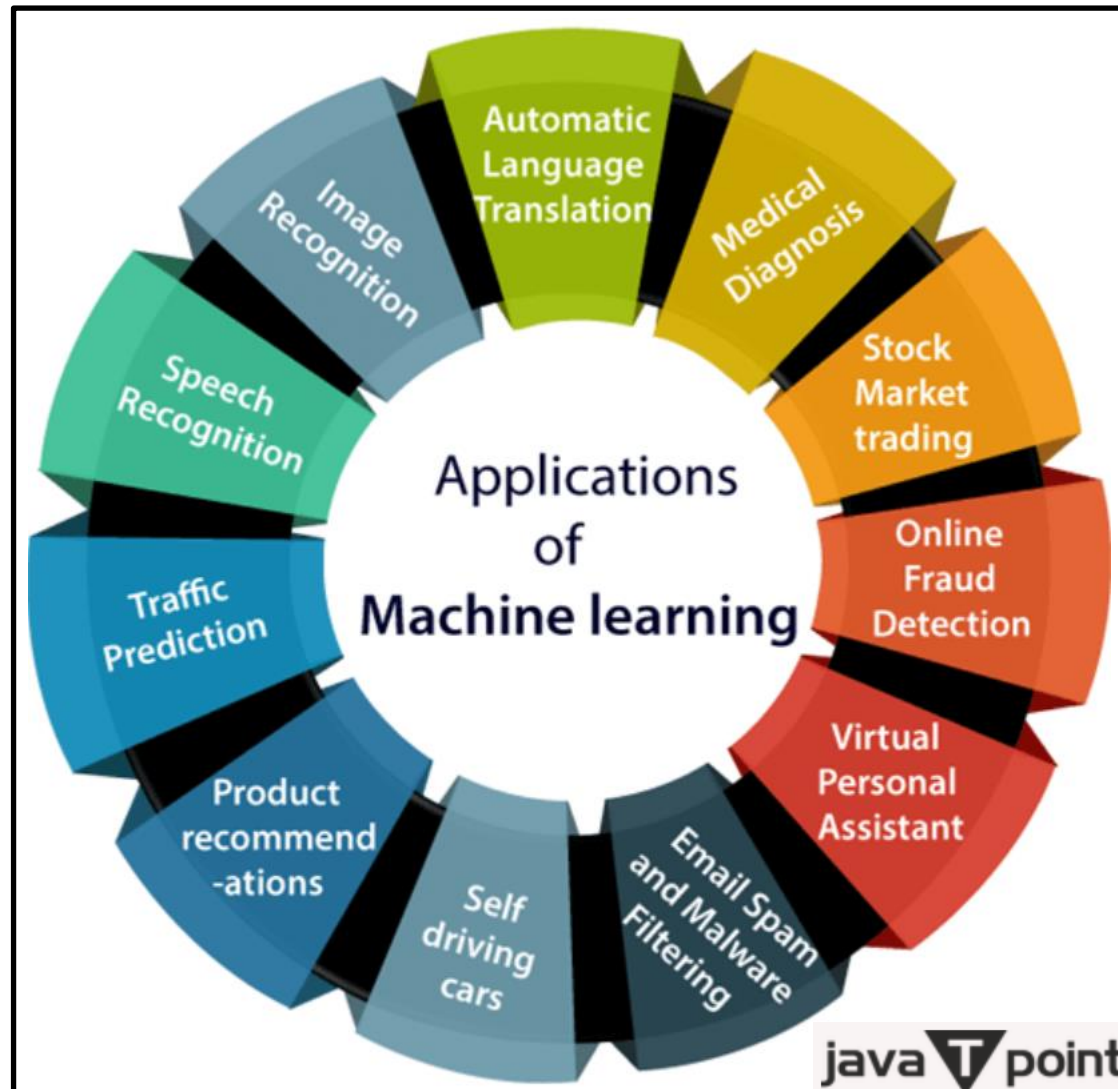 Applications
of
Machine learning
Automatic
Language
Translation
Medical
Diagnosis
Stock
Market
trading
Online
Fraud
Detection
Virtual
Personal
Assistant
Email Spam
and Malware
Filtering
Self
driving
cars
Product
recommend
-ations
Traffic
Prediction
Speech
Recognition
Image
Recognition
java T point